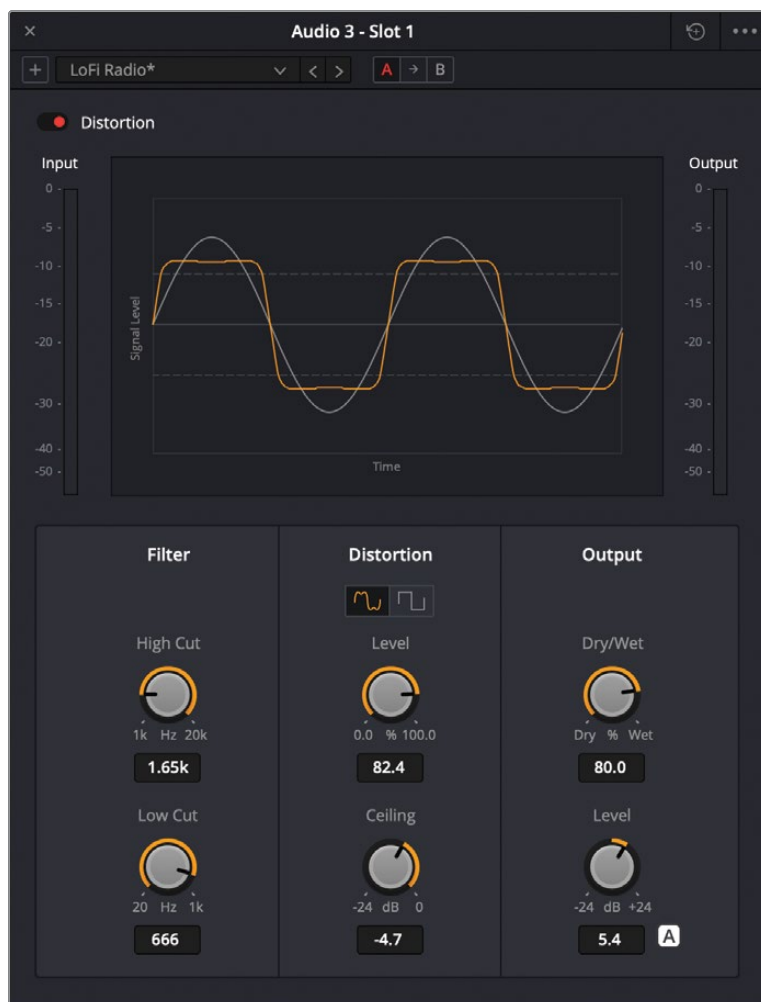 Audio 3 - Slot 1
LoFi Radio*
A
B
Distortion
Input
Output
0
-5
-10
-15
-20
-30
-40
-50
Signal Level
Time
0
-5
-10
-15
-20
-30
-40
-50
Filter
Distortion
Output
High Cut
Level
Dry/Wet
1k Hz 20k
0.0 % 100.0
Dry % Wet
1.65k
82.4
80.0
Low Cut
Ceiling
Level
20 Hz 1k
-24 dB 0
-24 dB +24
666
-4.7
5.4
A